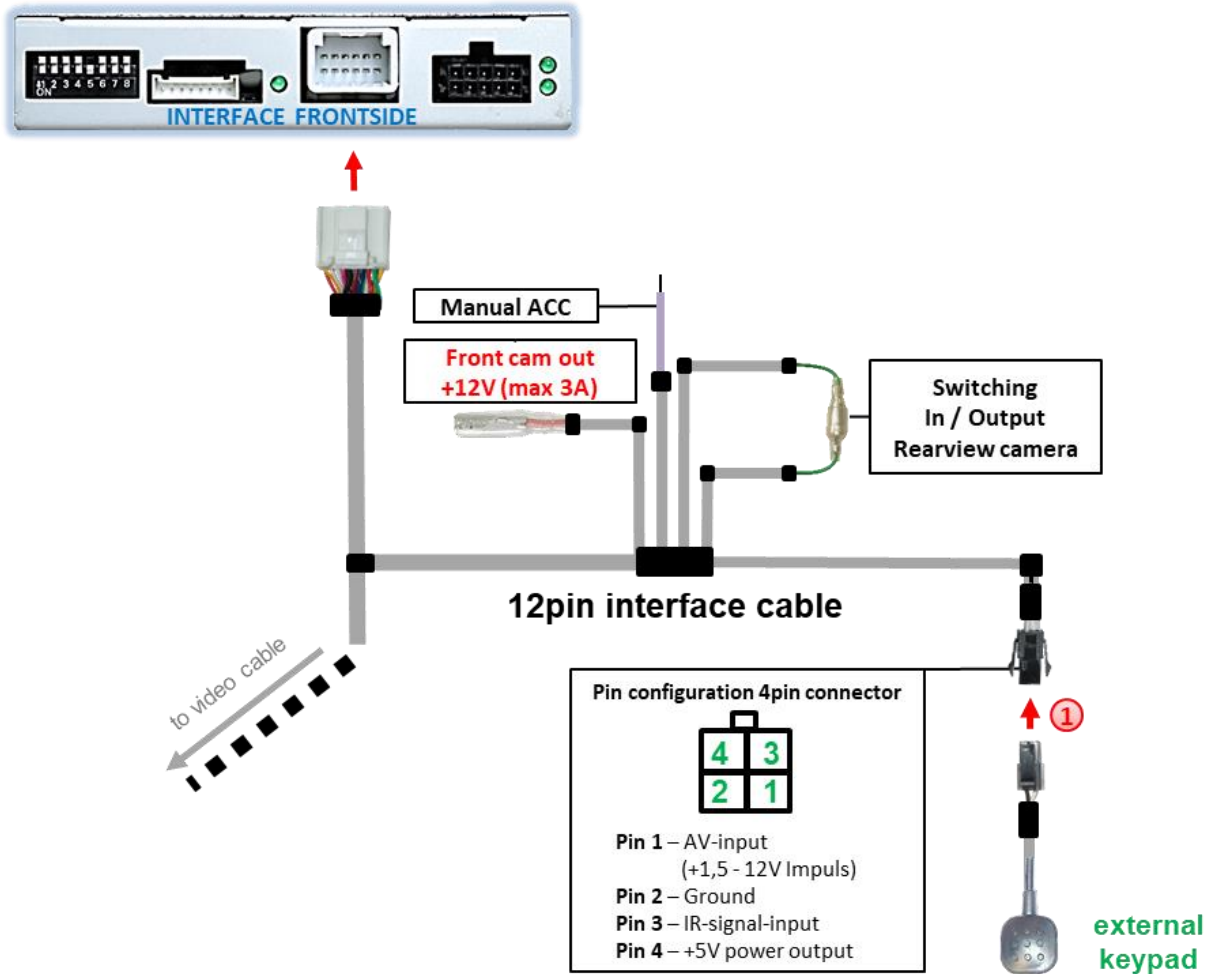 1 2 3 4 5 6 7 8
ON
INTERFACE FRONTSIDE
Manual ACC
Front cam out
+12V (max 3A)
Switching
In / Output
Rearview camera
12pin interface cable
to video cable
Pin configuration 4pin connector
4 3
2 1
Pin 1 – AV-input
(+1,5 - 12V Impuls)
Pin 2 – Ground
Pin 3 – IR-signal-input
Pin 4 – +5V power output
1
external
keypad